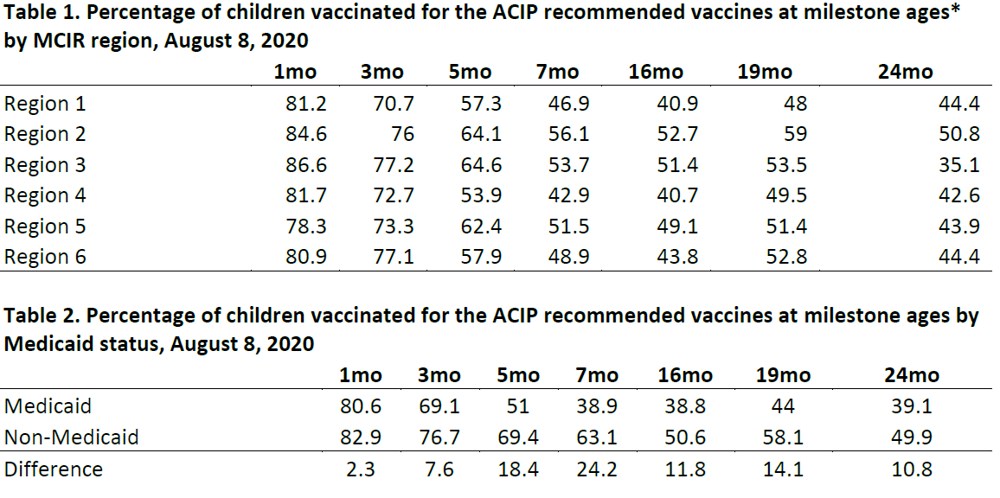 Table 1. Percentage of children vaccinated for the ACIP recommended vaccines at milestone ages*
by MCIR region, August 8, 2020
1mo 3mo 5mo 7mo 16mo 19mo 24mo
Region 1 81.2 70.7 57.3 46.9 40.9 48 44.4
Region 2 84.6 76 64.1 56.1 52.7 59 50.8
Region 3 86.6 77.2 64.6 53.7 51.4 53.5 35.1
Region 4 81.7 72.7 53.9 42.9 40.7 49.5 42.6
Region 5 78.3 73.3 62.4 51.5 49.1 51.4 43.9
Region 6 80.9 77.1 57.9 48.9 43.8 52.8 44.4
Table 2. Percentage of children vaccinated for the ACIP recommended vaccines at milestone ages by
Medicaid status, August 8, 2020
1mo 3mo 5mo 7mo 16mo 19mo 24mo
Medicaid 80.6 69.1 51 38.9 38.8 44 39.1
Non-Medicaid 82.9 76.7 69.4 63.1 50.6 58.1 49.9
Difference 2.3 7.6 18.4 24.2 11.8 14.1 10.8